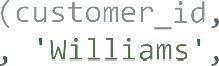 (customer_id,
, 'Williams',